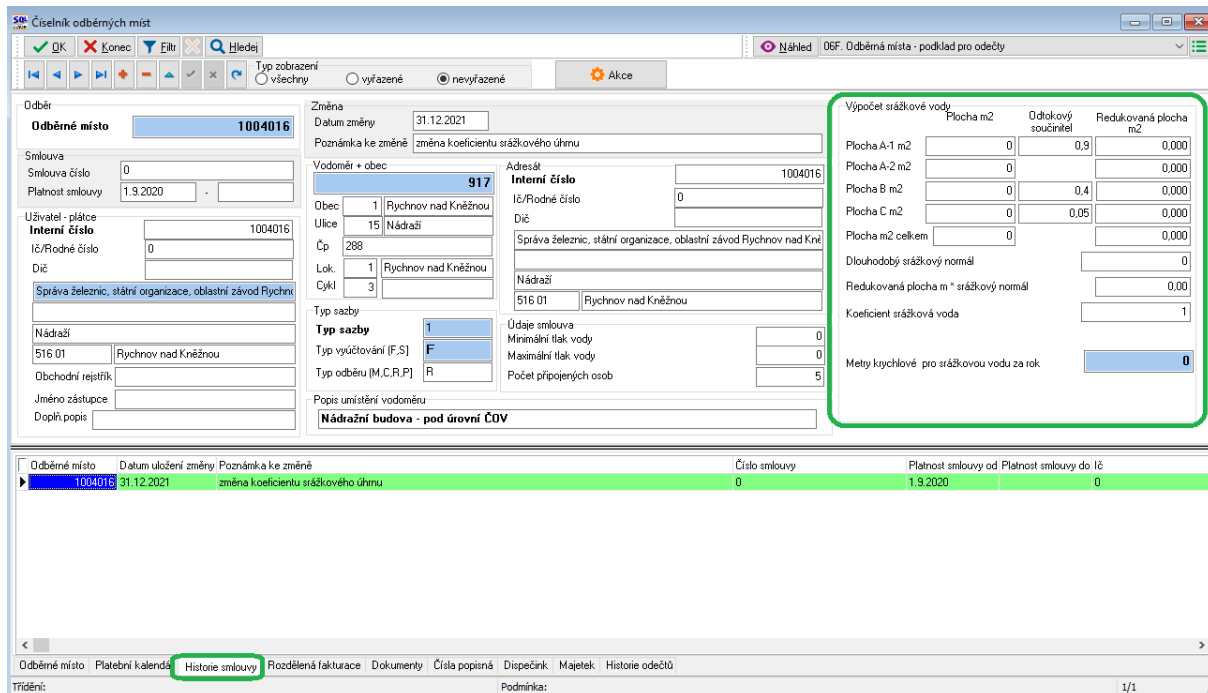 SQL Číselník odběrných míst
OK Konec Filtr Hledej Náhled 06F. Odběrná místa - podklad pro odečty
Typ zobrazení
všechny vyřazené nevyřazené Akce
Odběr
Odběrné místo 1004016
Smlouva
Smlouva číslo 0
Platnost smlouvy 1.9.2020 .
Uživatel - plátce
Interní číslo 1004016
Ič/Rodné číslo 0
Dič
Správa železnic, státní organizace, oblastní závod Rychno
Nádraží
516 01 Rychnov nad Kněžnou
Obchodní rejstřík
Jméno zástupce
Doplň.popis
Změna
Datum změny 31.12.2021
Poznámka ke změně změna koeficientu srážkového úhrnu
Vodoměr + obec
917
Obec 1 Rychnov nad Kněžnou
Ulice 15 Nádraží
Čp 288
Lok. 1 Rychnov nad Kněžnou
Cykl 3
Adresát
Interní číslo 1004016
Ič/Rodné číslo 0
Dič
Správa železnic, státní organizace, oblastní závod Rychnov nad Kně
Nádraží
516 01 Rychnov nad Kněžnou
Typ sazby
Typ sazby 1
Typ vyúčtování (F,S) F
Typ odběru (M,C,R,P) R
Údaje smlouva
Minimální tlak vody 0
Maximální tlak vody 0
Počet připojených osob 5
Popis umístění vodoměru
Nádražní budova - pod úrovní ČOV
Výpočet srážkové vody
Plocha m2 Odtokový součinitel Redukovaná plocha m2
Plocha A-1 m2 0 0,9 0,000
Plocha A-2 m2 0 0,000
Plocha B m2 0 0,4 0,000
Plocha C m2 0 0,05 0,000
Plocha m2 celkem 0 0,000
Dlouhodobý srážkový normál 0
Redukovaná plocha m * srážkový normál 0,00
Koeficient srážková voda 1
Metry krychlové pro srážkovou vodu za rok 0
Odběrné místo Datum uložení změny Poznámka ke změně Číslo smlouvy Platnost smlouvy od Platnost smlouvy do Ič
1004016 31.12.2021 změna koeficientu srážkového úhrnu 0 1.9.2020 0
Odběrné místo Platební kalendá Historie smlouvy Rozdělená fakturace Dokumenty Čísla popisná Dispečink Majetek Historie odečtů
Třídění: Podmínka: 1/1